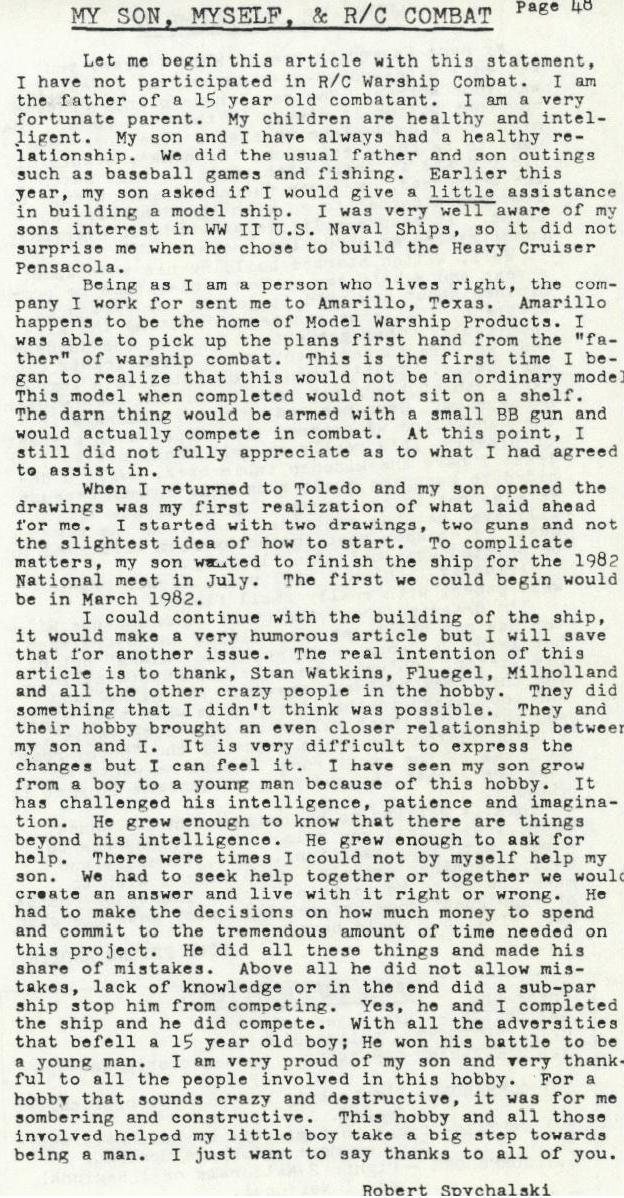 MY SON, MYSELF, & R/C COMBAT Page 48
Let me begin this article with this statement,
I have not participated in R/C Warship Combat. I am
the father of a 15 year old combatant. I am a very
fortunate parent. My children are healthy and intel-
ligent. My son and I have always had a healthy re-
lationship. We did the usual father and son outings
such as baseball games and fishing. Earlier this
year, my son asked if I would give a little assistance
in building a model ship. I was very well aware of my
sons interest in WW II U.S. Naval Ships, so it did not
surprise me when he chose to build the Heavy Cruiser
Pensacola.
Being as I am a person who lives right, the com-
pany I work for sent me to Amarillo, Texas. Amarillo
happens to be the home of Model Warship Products. I
was able to pick up the plans first hand from the "fa-
ther" of warship combat. This is the first time I be-
gan to realize that this would not be an ordinary model
This model when completed would not sit on a shelf.
The darn thing would be armed with a small BB gun and
would actually compete in combat. At this point, I
still did not fully appreciate as to what I had agreed
to assist in.
When I returned to Toledo and my son opened the
drawings was my first realization of what laid ahead
for me. I started with two drawings, two guns and not
the slightest idea of how to start. To complicate
matters, my son wanted to finish the ship for the 1982
National meet in July. The first we could begin would
be in March 1982.
I could continue with the building of the ship,
it would make a very humorous article but I will save
that for another issue. The real intention of this
article is to thank, Stan Watkins, Fluegel, Milholland
and all the other crazy people in the hobby. They did
something that I didn't think was possible. They and
their hobby brought an even closer relationship between
my son and I. It is very difficult to express the
changes but I can feel it. I have seen my son grow
from a boy to a young man because of this hobby. It
has challenged his intelligence, patience and imagina-
tion. He grew enough to know that there are things
beyond his intelligence. He grew enough to ask for
help. There were times I could not by myself help my
son. We had to seek help together or together we would
create an answer and live with it right or wrong. He
had to make the decisions on how much money to spend
and commit to the tremendous amount of time needed on
this project. He did all these things and made his
share of mistakes. Above all he did not allow mis-
takes, lack of knowledge or in the end did a sub-par
ship stop him from competing. Yes, he and I completed
the ship and he did compete. With all the adversities
that befell a 15 year old boy; He won his battle to be
a young man. I am very proud of my son and very thank-
ful to all the people involved in this hobby. For a
hobby that sounds crazy and destructive, it was for me
sombering and constructive. This hobby and all those
involved helped my little boy take a big step towards
being a man. I just want to say thanks to all of you.
Robert Spychalski